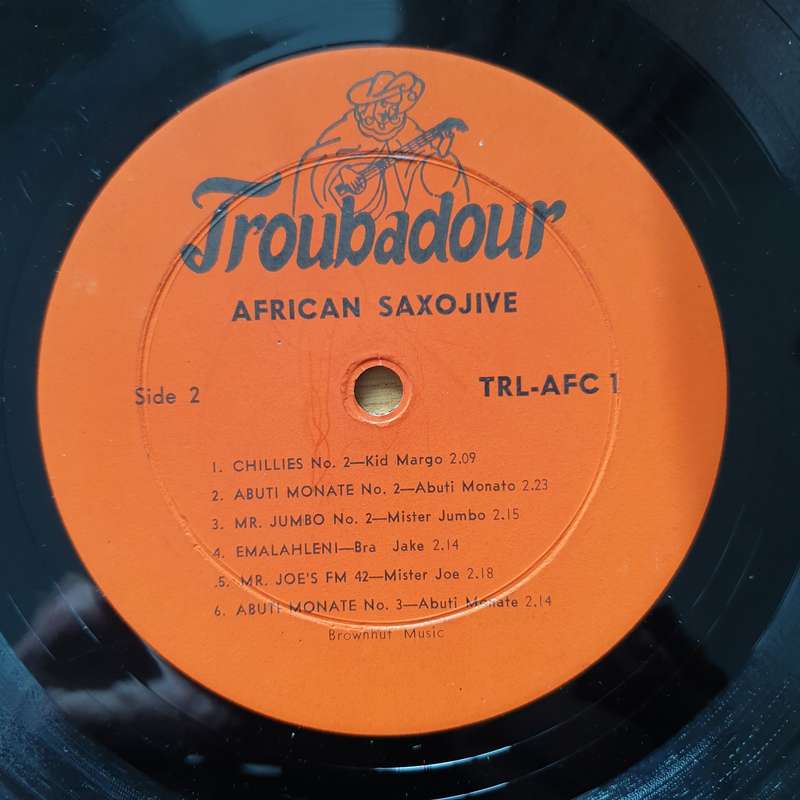 Troubadour
AFRICAN SAXOJIVE
Side 2
TRL-AFC 1
1. CHILLIES No. 2—Kid Margo 2.09
2. ABUTI MONATE No. 2—Abuti Monato 2.23
3. MR. JUMBO No. 2—Mister Jumbo 2.15
4. EMALAHLENI—Bra Jake 2.14
5. MR. JOE'S FM 42—Mister Joe 2.18
6. ABUTI MONATE No. 3—Abuti Monate 2.14
Brownhut Music